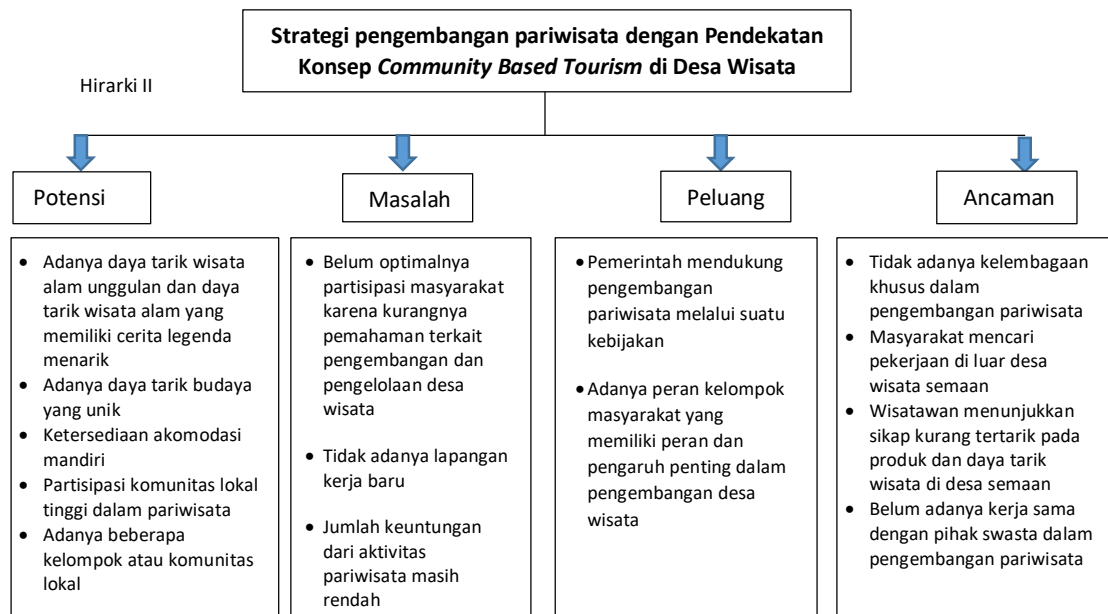 Strategi pengembangan pariwisata dengan Pendekatan
Konsep Community Based Tourism di Desa Wisata
Hirarki II
Potensi
Masalah
Peluang
Ancaman
• Adanya daya tarik wisata
alam unggulan dan daya
tarik wisata alam yang
memiliki cerita legenda
menarik
• Adanya daya tarik budaya
yang unik
• Ketersediaan akomodasi
mandiri
• Partisipasi komunitas lokal
tinggi dalam pariwisata
• Adanya beberapa
kelompok atau komunitas
lokal
• Belum optimalnya
partisipasi masyarakat
karena kurangnya
pemahaman terkait
pengembangan dan
pengelolaan desa
wisata
• Tidak adanya lapangan
kerja baru
• Jumlah keuntungan
dari aktivitas
pariwisata masih
rendah
• Pemerintah mendukung
pengembangan
pariwisata melalui suatu
kebijakan
• Adanya peran kelompok
masyarakat yang
memiliki peran dan
pengaruh penting dalam
pengembangan desa
wisata
• Tidak adanya kelembagaan
khusus dalam
pengembangan pariwisata
• Masyarakat mencari
pekerjaan di luar desa
wisata semaan
• Wisatawan menunjukkan
sikap kurang tertarik pada
produk dan daya tarik
wisata di desa semaan
• Belum adanya kerja sama
dengan pihak swasta dalam
pengembangan pariwisata